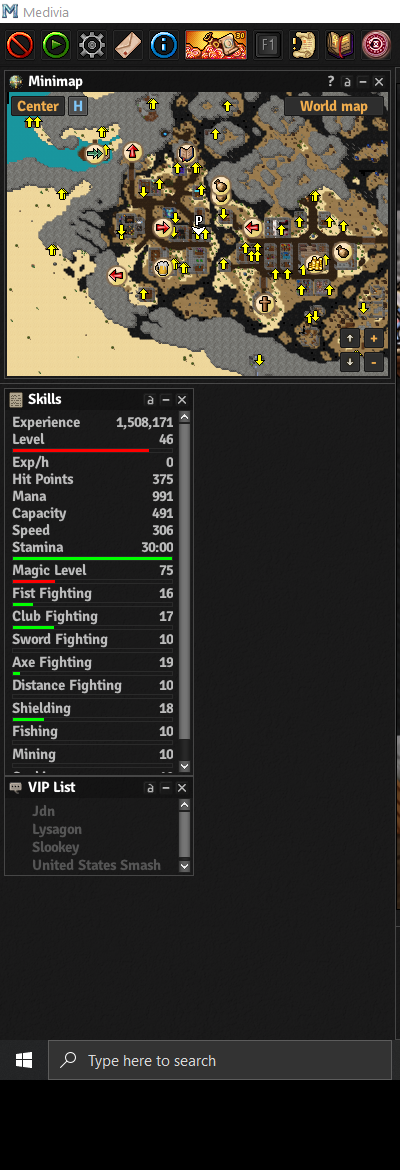 Medivia
30
F1
Minimap
? a
Center H World map
P
Skills a
Experience 1,508,171
Level 46
Exp/h 0
Hit Points 375
Mana 991
Capacity 491
Speed 306
Stamina 30:00
Magic Level 75
Fist Fighting 16
Club Fighting 17
Sword Fighting 10
Axe Fighting 19
Distance Fighting 10
Shielding 18
Fishing 10
Mining 10
VIP List a
Jdn
Lysagon
Slookey
United States Smash
Type here to search